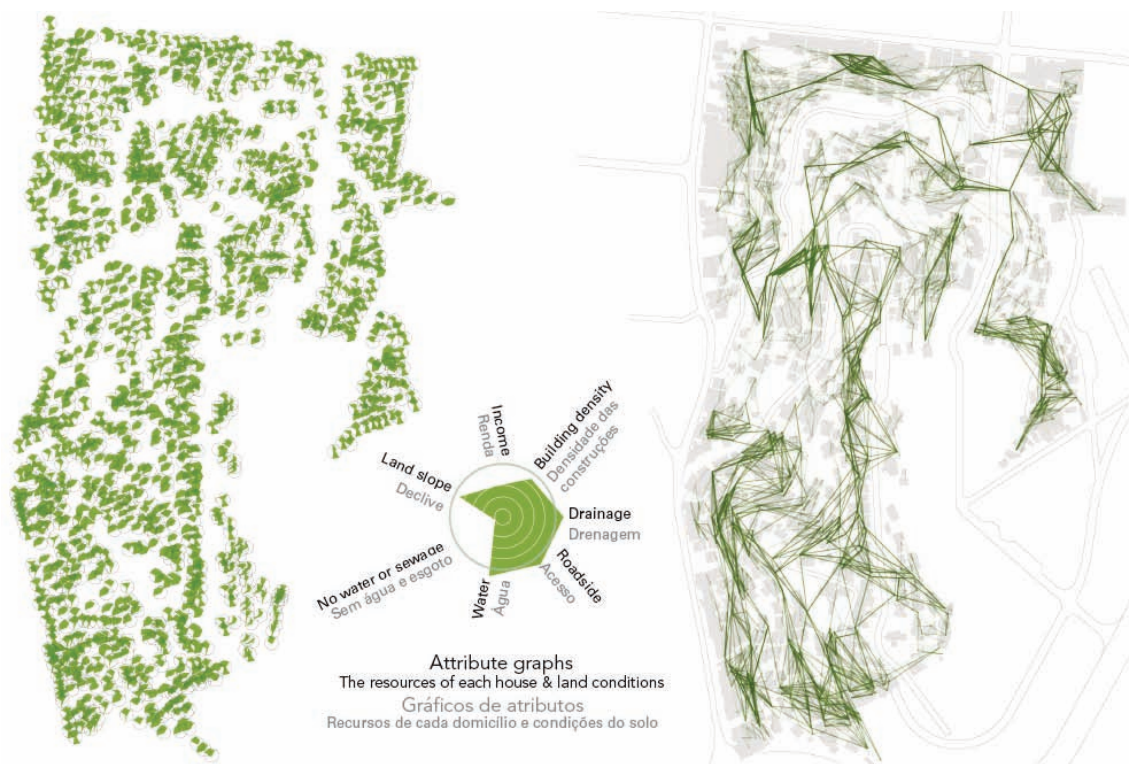 Income
Renda
Building density
Densidade das
construções
Land slope
Declive
Drainage
Drenagem
No water or sewage
Sem água e esgoto
Water
Água
Roadside
Acesso
Attribute graphs
The resources of each house & land conditions
Gráficos de atributos
Recursos de cada domicílio e condições do solo